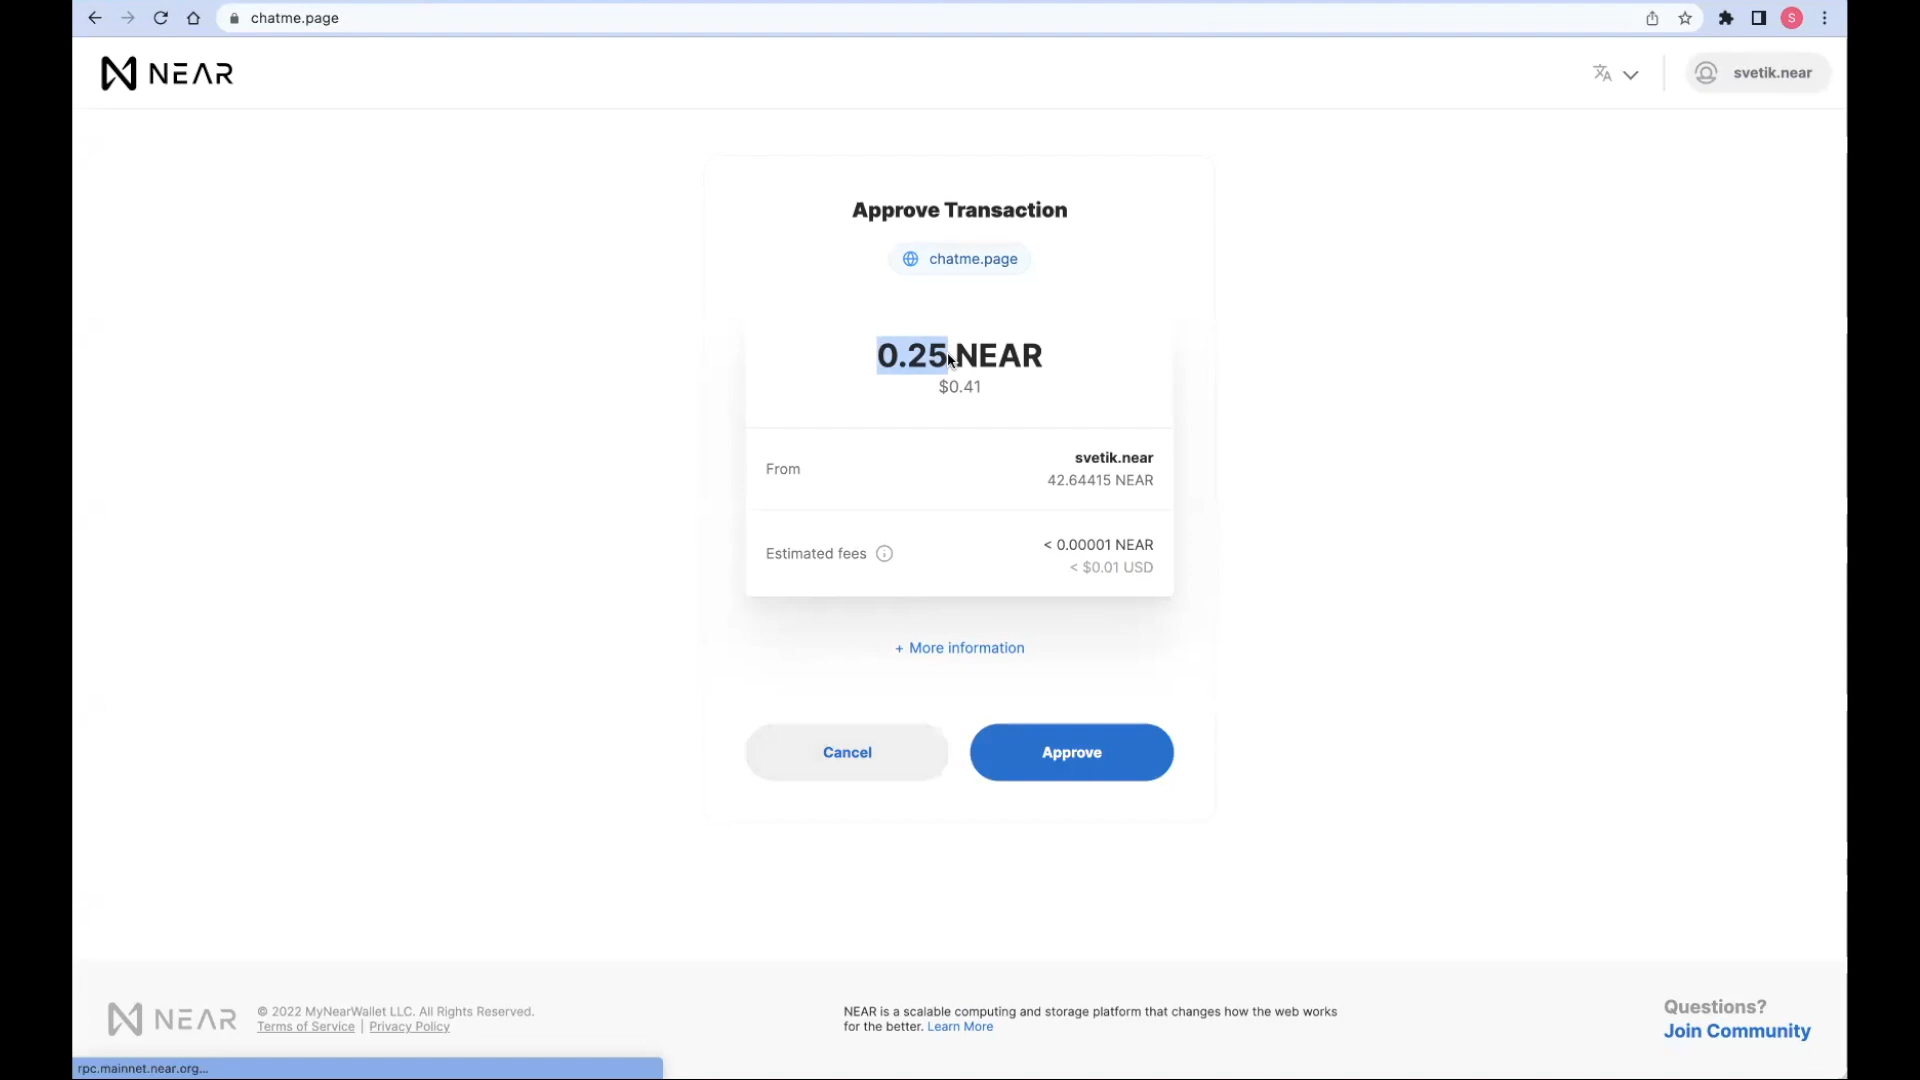 chatme.page
S
NEAR
svetik.near
Approve Transaction
chatme.page
0.25 NEAR
$0.41
From
svetik.near
42.64415 NEAR
Estimated fees
< 0.00001 NEAR
< $0.01 USD
+ More information
Cancel
Approve
NEAR
© 2022 MyNearWallet LLC. All Rights Reserved.
Terms of Service | Privacy Policy
NEAR is a scalable computing and storage platform that changes how the web works
for the better. Learn More
Questions?
Join Community
rpc.mainnet.near.org...